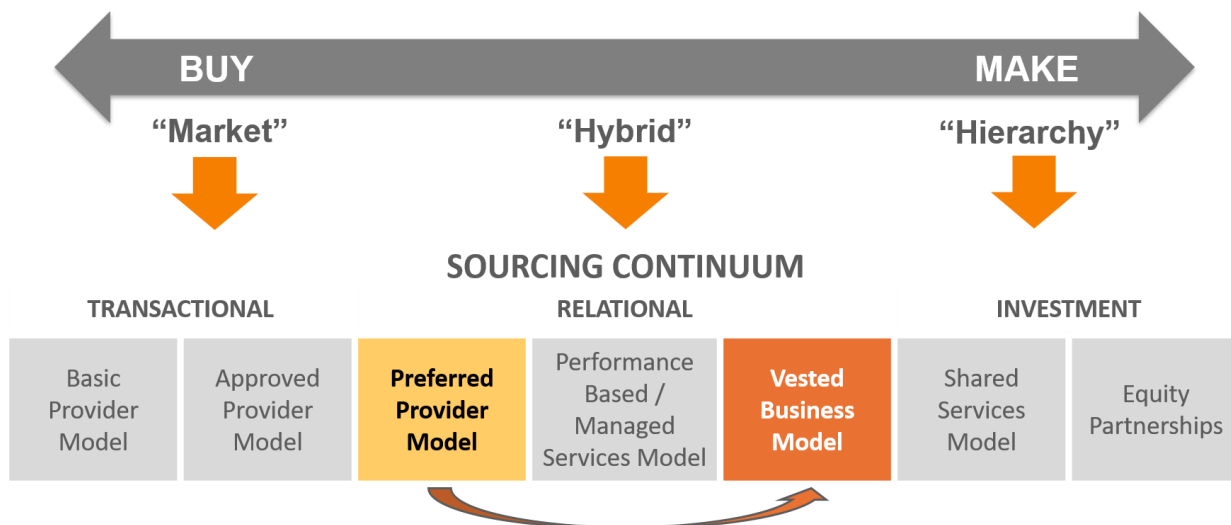 BUY
MAKE
“Market”
“Hybrid”
“Hierarchy”
SOURCING CONTINUUM
TRANSACTIONAL
RELATIONAL
INVESTMENT
Basic
Provider
Model
Approved
Provider
Model
Preferred
Provider
Model
Performance
Based /
Managed
Services Model
Vested
Business
Model
Shared
Services
Model
Equity
Partnerships